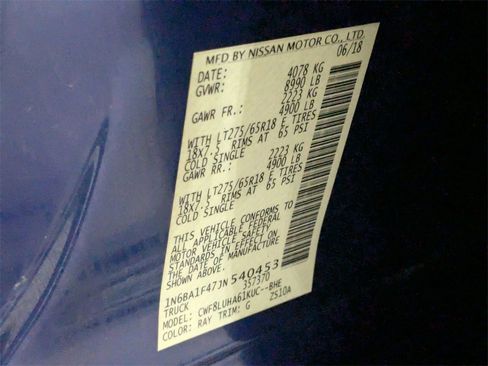 MFD BY NISSAN MOTOR CO., LTD.
DATE: 06/18
GVWR: 4078 KG
8990 LB
GAWR FR.: 2223 KG
4900 LB
WITH LT275/65R18 E TIRES
18x7.5 RIMS AT 65 PSI
COLD SINGLE
GAWR RR.: 2223 KG
4900 LB
WITH LT275/65R18 E TIRES
18x7.5 RIMS AT 65 PSI
COLD SINGLE
THIS VEHICLE CONFORMS TO
ALL APPLICABLE FEDERAL
MOTOR VEHICLE SAFETY
STANDARDS IN EFFECT ON
THE DATE OF MANUFACTURE
SHOWN ABOVE.
1N6BA1F47JN540453
TRUCK 357370
MODEL: CWF8LUHA61KUC--BHE
COLOR: RAY TRIM: G Z510A